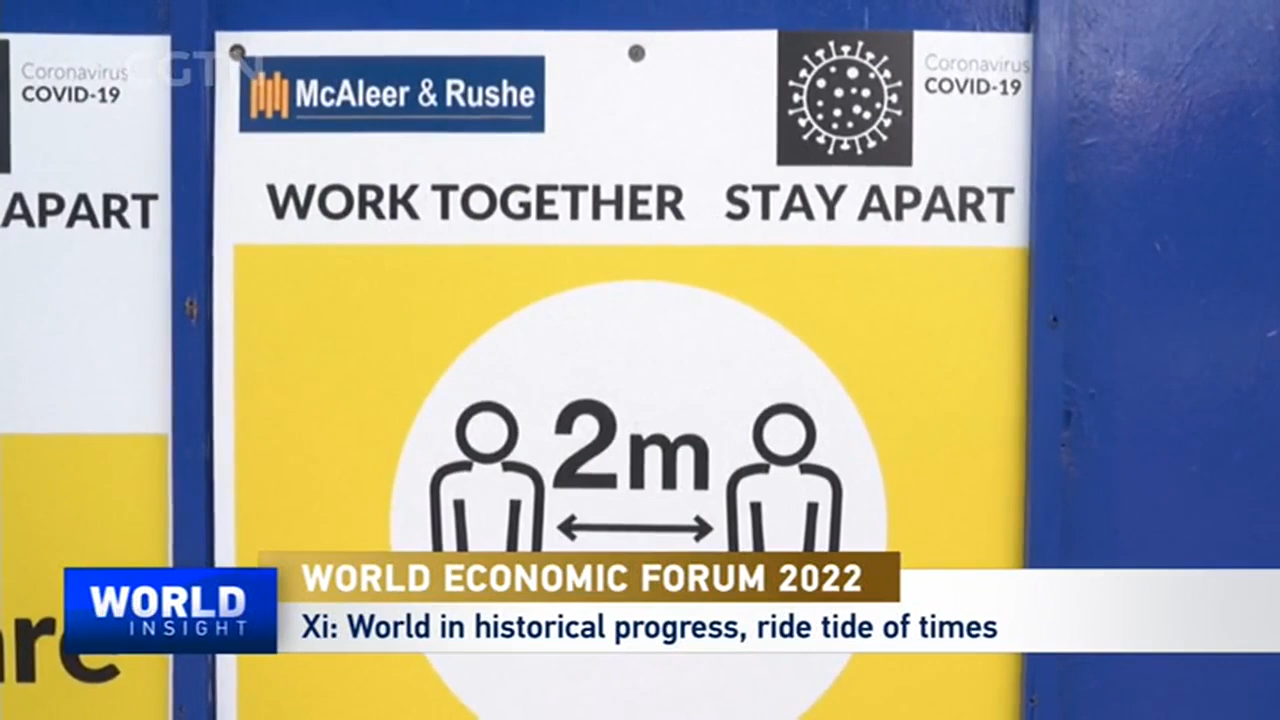 CGTN
Coronavirus
COVID-19
APART
McAleer & Rushe
Coronavirus
COVID-19
WORK TOGETHER STAY APART
2m
WORLD ECONOMIC FORUM 2022
WORLD
INSIGHT
Xi: World in historical progress, ride tide of times